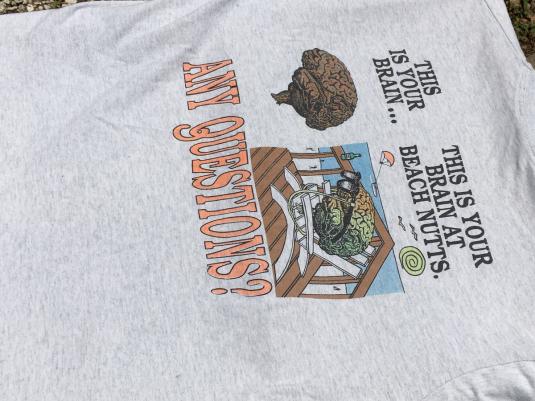 THIS
IS YOUR
BRAIN...
THIS IS YOUR
BRAIN AT
BEACH NUTTS.
ANY QUESTIONS?